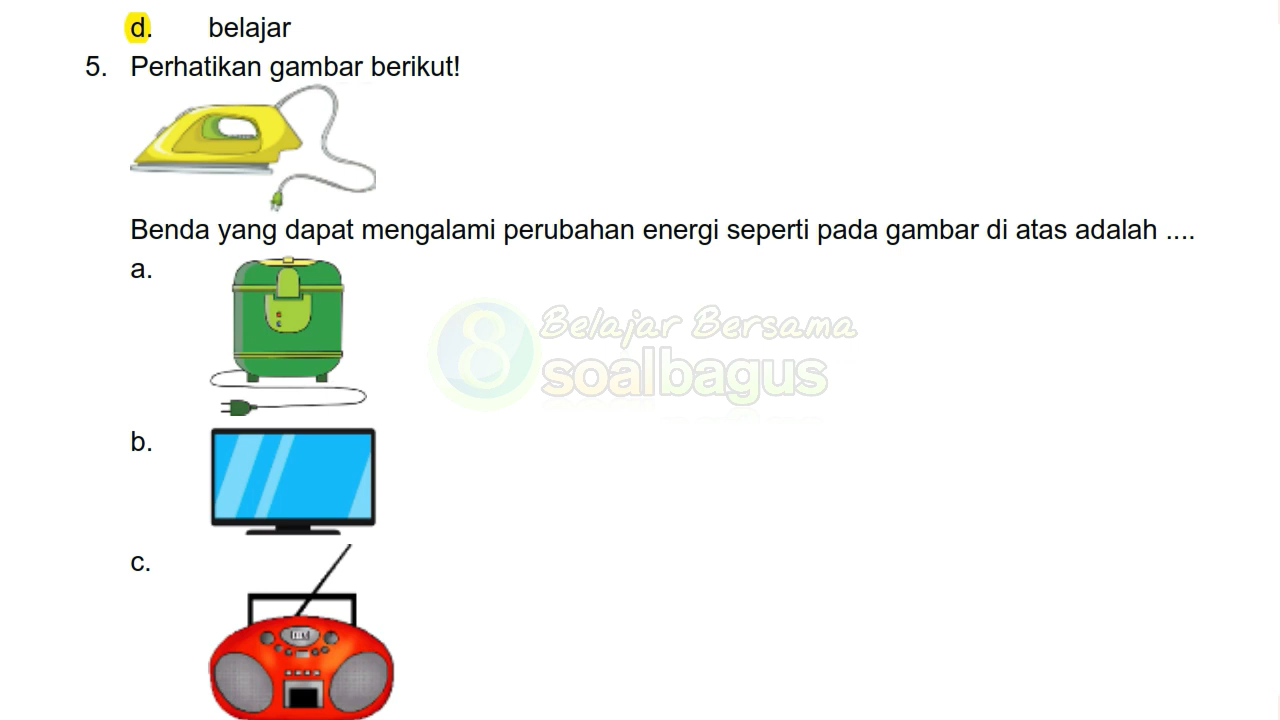 d. belajar
5. Perhatikan gambar berikut!
Benda yang dapat mengalami perubahan energi seperti pada gambar di atas adalah ....
a.
8 Belajar Bersama
soalbagus
b.
c.